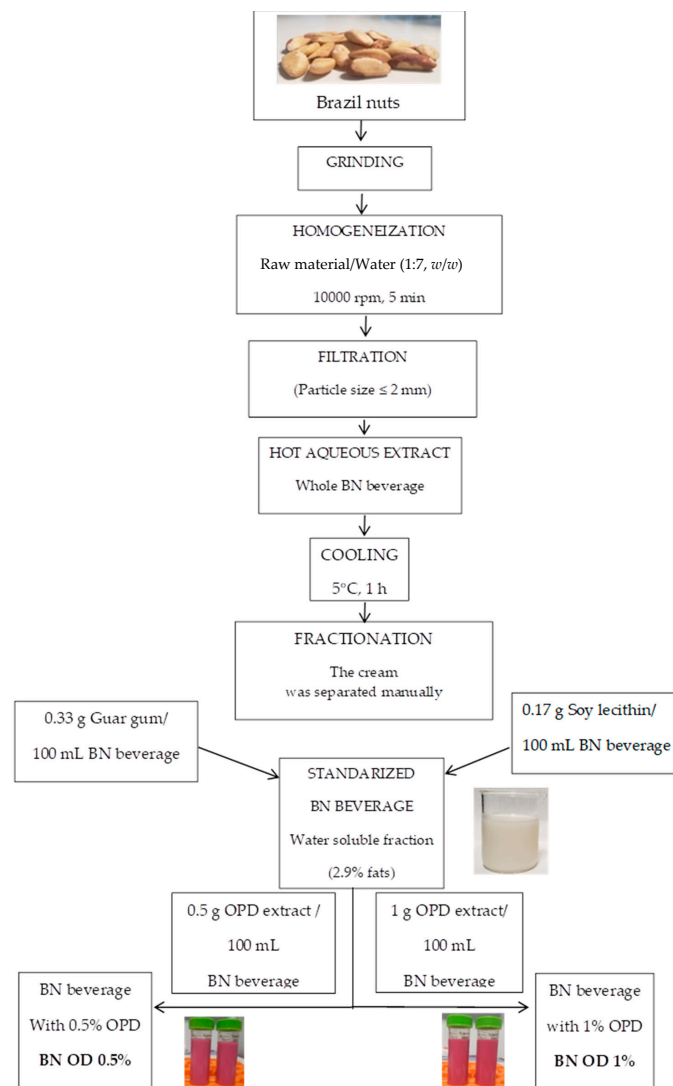 Brazil nuts
GRINDING
HOMOGENEIZATION
Raw material/Water (1:7, w/w)
10000 rpm, 5 min
FILTRATION
(Particle size ≤ 2 mm)
HOT AQUEOUS EXTRACT
Whole BN beverage
COOLING
5°C, 1 h
FRACTIONATION
The cream
was separated manually
0.33 g Guar gum/
100 mL BN beverage
0.17 g Soy lecithin/
100 mL BN beverage
STANDARIZED
BN BEVERAGE
Water soluble fraction
(2.9% fats)
0.5 g OPD extract /
100 mL
BN beverage
1 g OPD extract/
100 mL
BN beverage
BN beverage
With 0.5% OPD
BN OD 0.5%
BN beverage
with 1% OPD
BN OD 1%